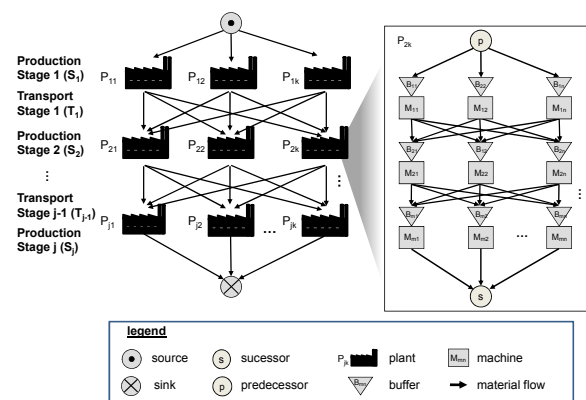 Production
Stage 1 (S1)
P11
P12
P1k
Transport
Stage 1 (T1)
Production
Stage 2 (S2)
P21
P22
P2k
⋮
⋮
Transport
Stage j-1 (Tj-1)
Production
Stage j (Sj)
Pj1
Pj2
...
Pjk
P2k
p
B11
B22
B1n
M11
M12
M1n
B21
B12
B2n
M21
M22
M2n
⋮
Bm1
Bm2
Bmn
Mm1
Mm2
...
Mmn
s
legend
source
s sucessor
Pjk plant
Mmn machine
sink
p predecessor
Bmn buffer
material flow